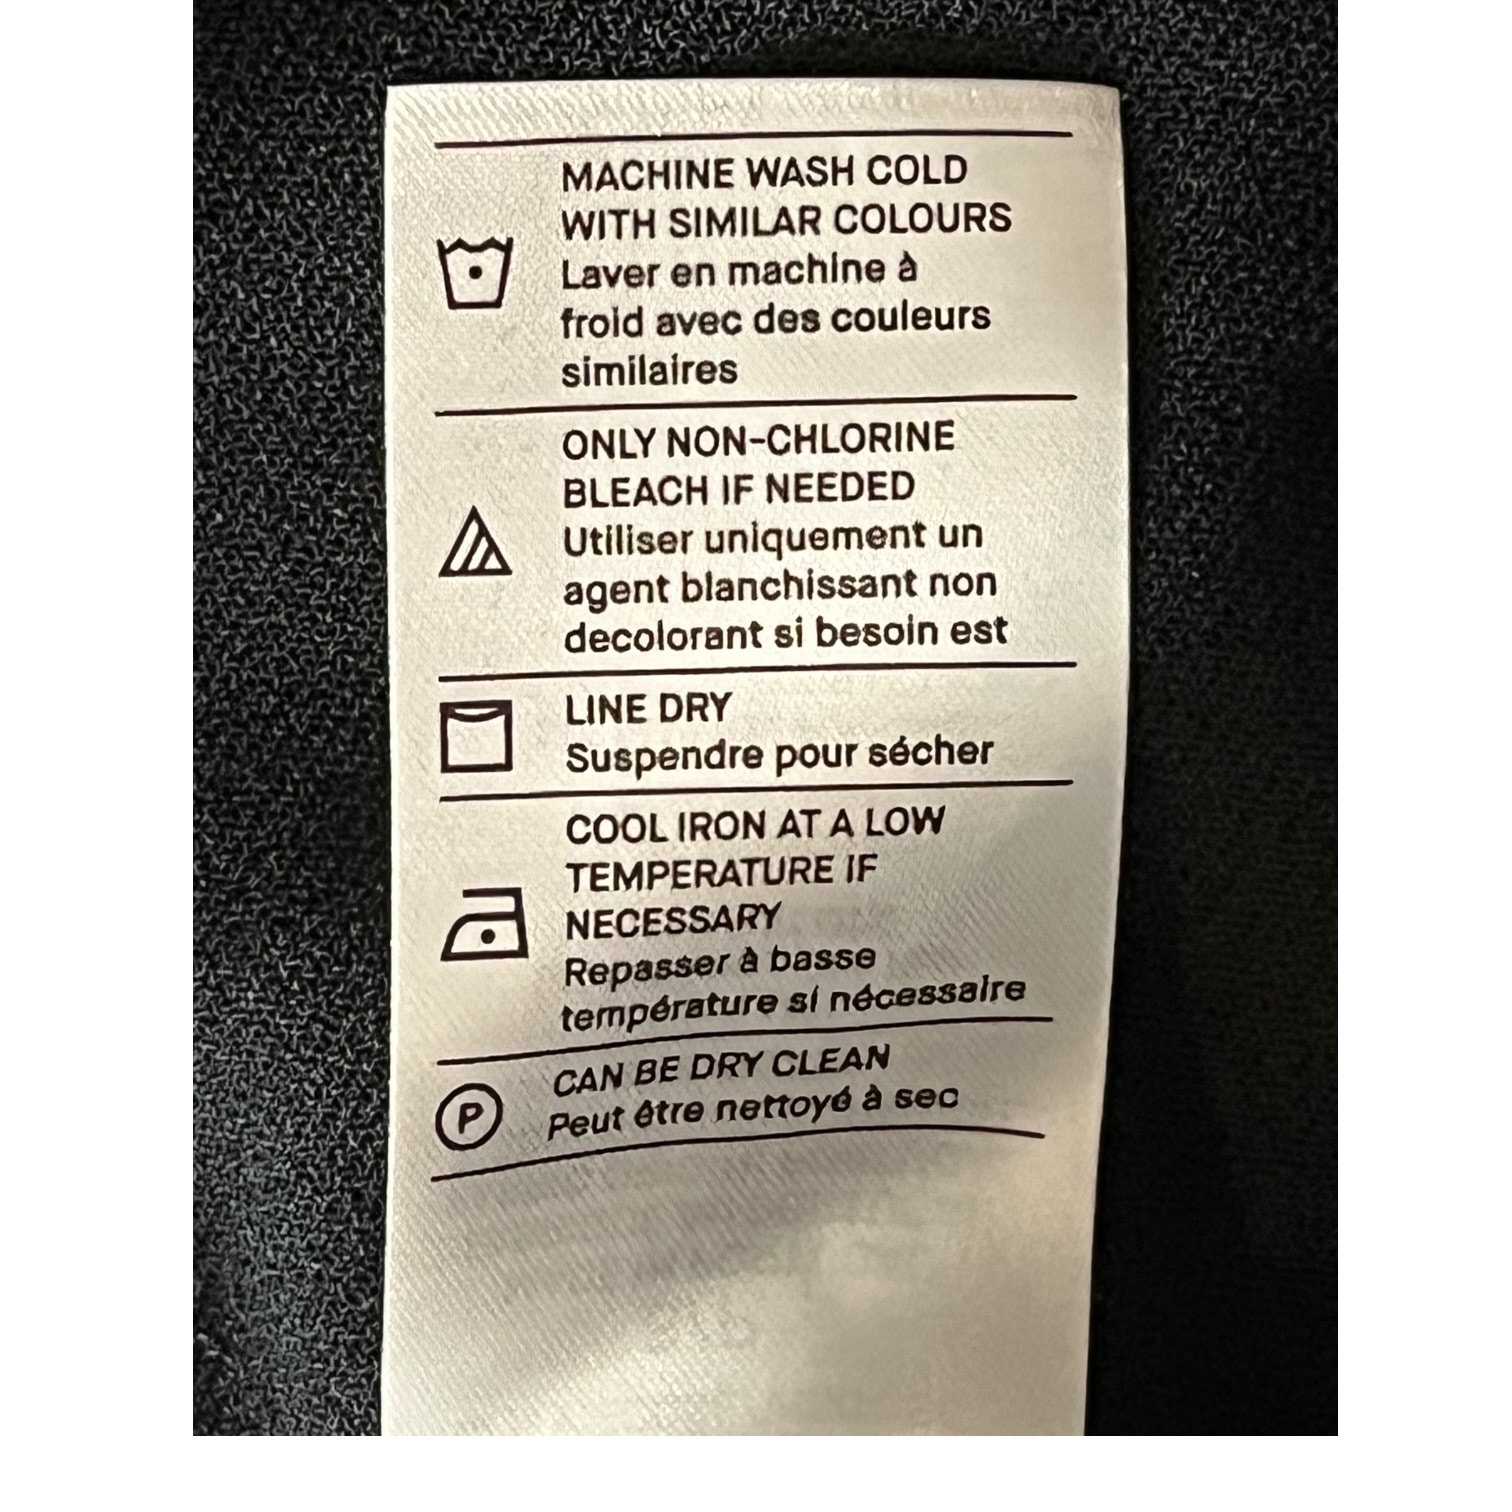 MACHINE WASH COLD
WITH SIMILAR COLOURS
Laver en machine à
froid avec des couleurs
similaires
ONLY NON-CHLORINE
BLEACH IF NEEDED
Utiliser uniquement un
agent blanchissant non
decolorant si besoin est
LINE DRY
Suspendre pour sécher
COOL IRON AT A LOW
TEMPERATURE IF
NECESSARY
Repasser à basse
température si nécessaire
CAN BE DRY CLEAN
Peut être nettoyé à sec
P